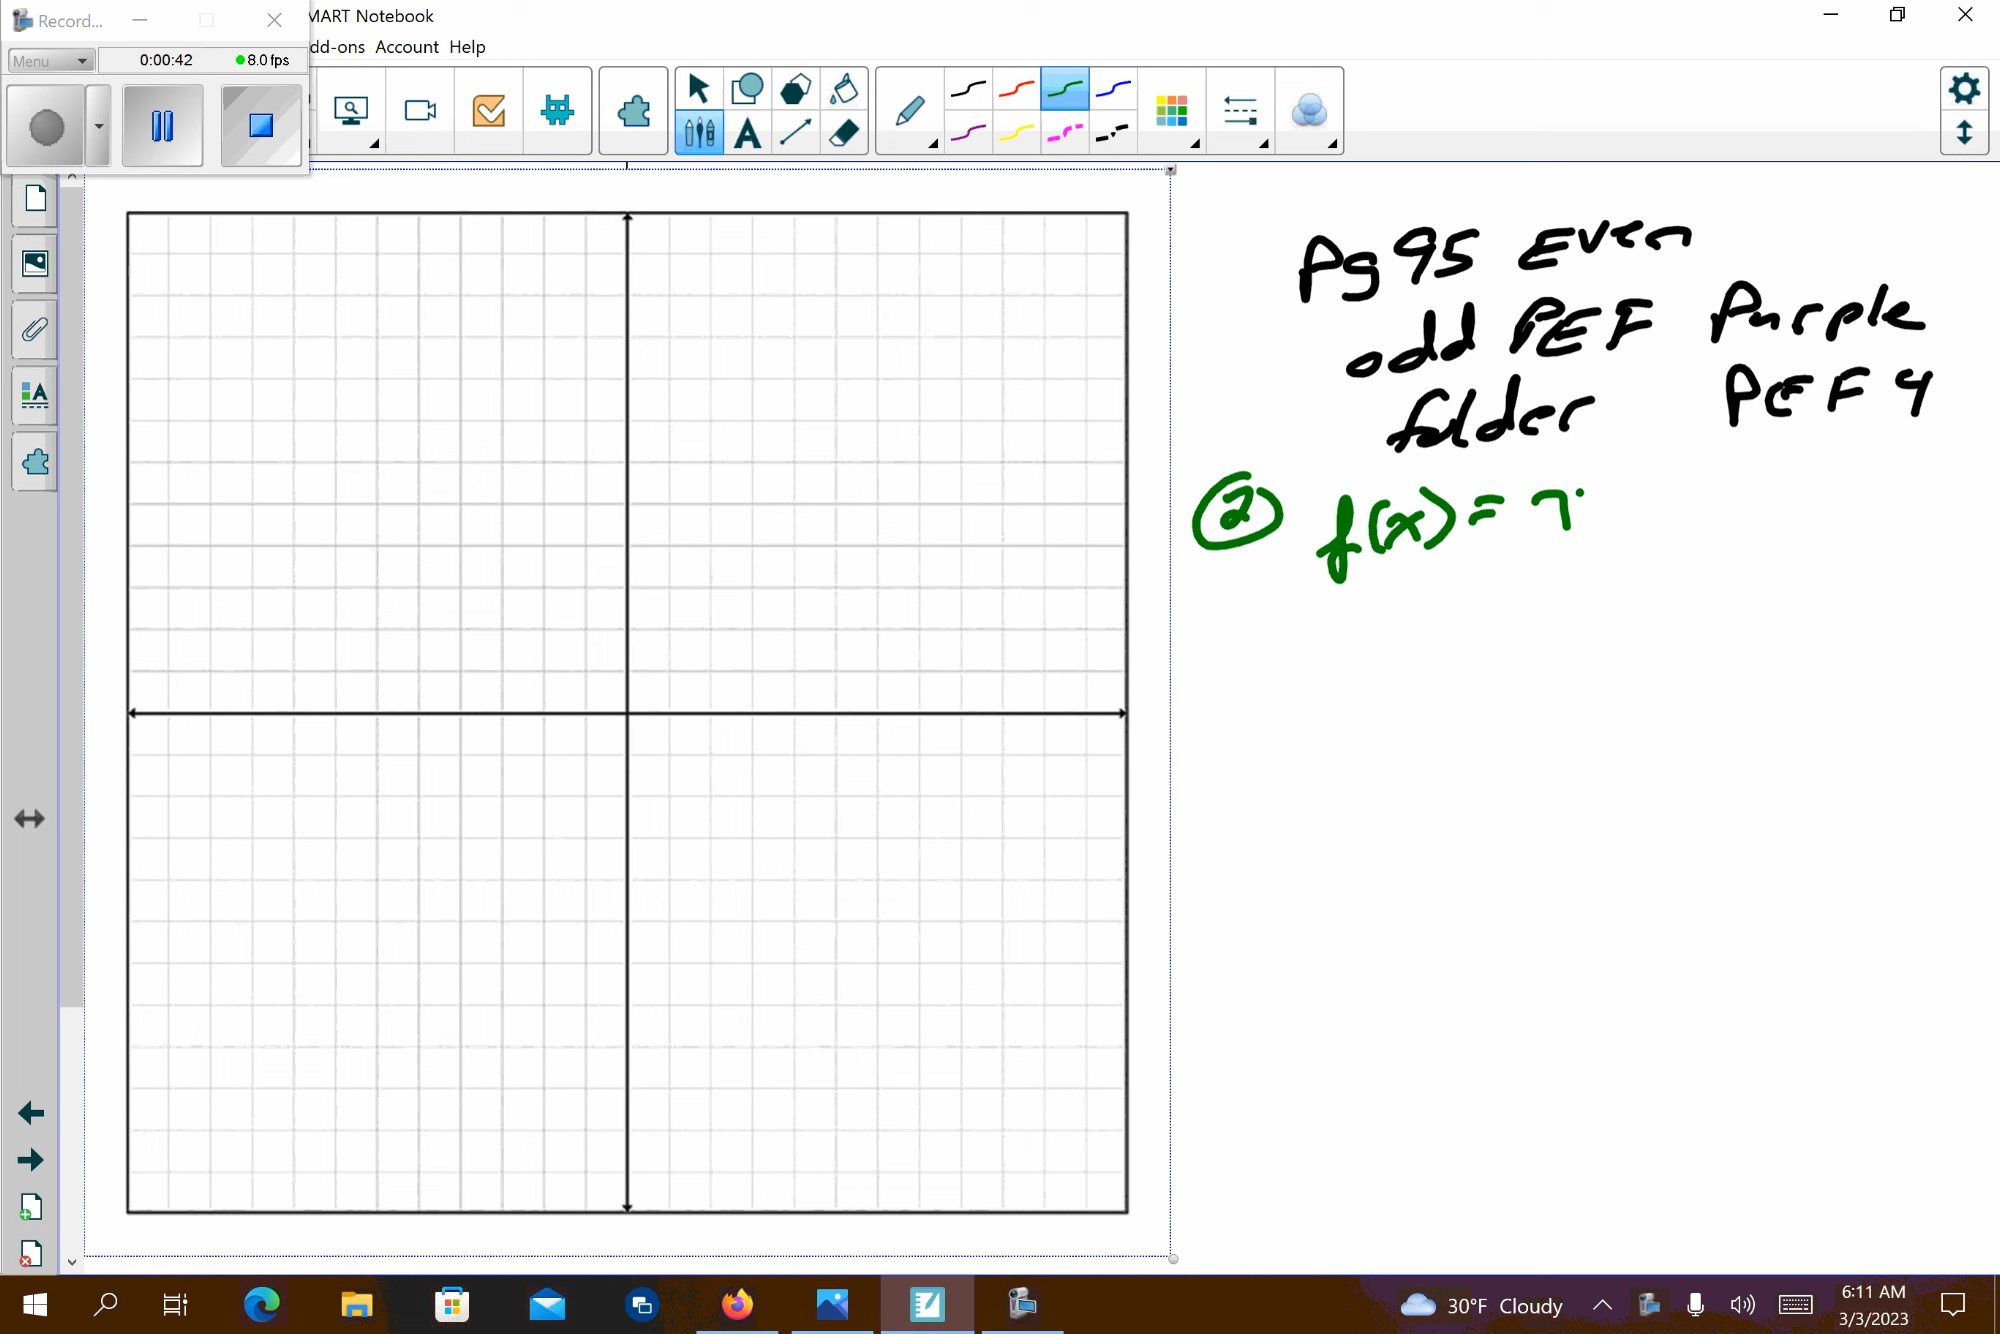 Record...
MART Notebook
Menu
0:00:42
8.0 fps
dd-ons Account Help
A
A
Pg 95 Even
odd PEF Purple
folder PEF 4
② f(x) = 7
30°F Cloudy
6:11 AM
3/3/2023